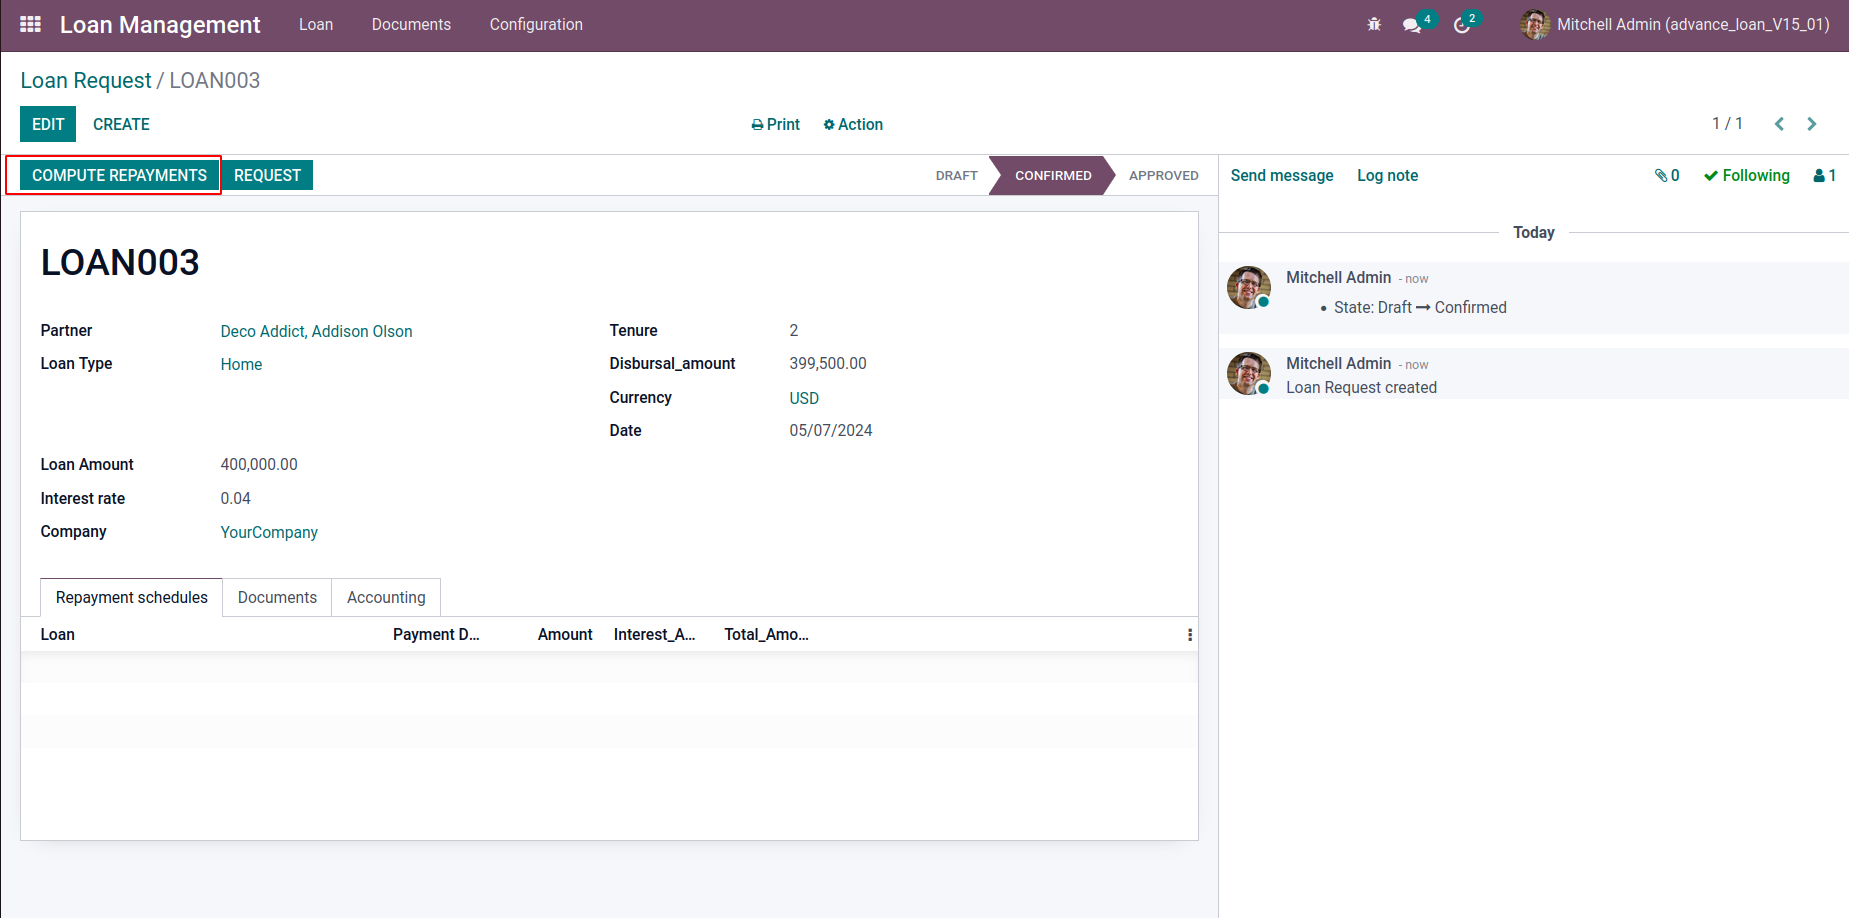 Loan Management Loan Documents Configuration 4 2 Mitchell Admin (advance_loan_V15_01)
Loan Request / LOAN003
EDIT CREATE Print Action 1 / 1
COMPUTE REPAYMENTS REQUEST DRAFT CONFIRMED APPROVED
LOAN003
Partner Deco Addict, Addison Olson
Loan Type Home
Tenure 2
Disbursal_amount 399,500.00
Currency USD
Date 05/07/2024
Loan Amount 400,000.00
Interest rate 0.04
Company YourCompany
Repayment schedules Documents Accounting
Loan Payment D... Amount Interest_A... Total_Amo...
Send message Log note 0 Following 1
Today
Mitchell Admin - now
• State: Draft → Confirmed
Mitchell Admin - now
Loan Request created